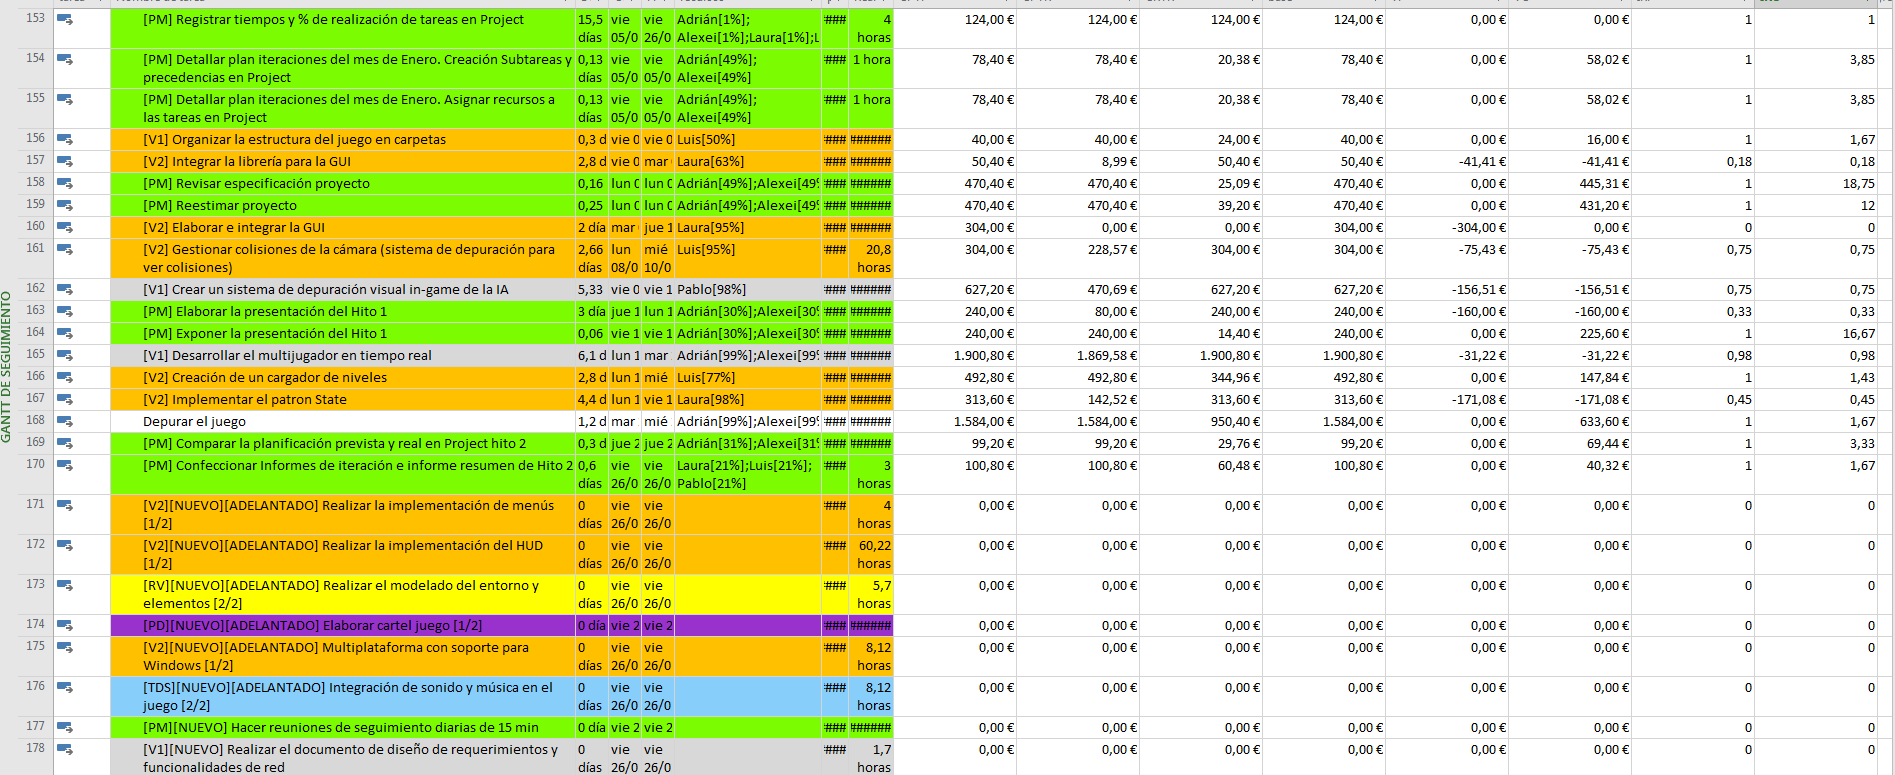 153 [PM] Registrar tiempos y % de realización de tareas en Project 15,5 días vie 05/0 vie 26/0 Adrián[1%]; Alexei[1%];Laura[1%];L #### 4 horas 124,00 € 124,00 € 124,00 € 124,00 € 0,00 € 0,00 € 1 1
154 [PM] Detallar plan iteraciones del mes de Enero. Creación Subtareas y precedencias en Project 0,13 días vie 05/0 vie 05/0 Adrián[49%]; Alexei[49%] #### 1 hora 78,40 € 78,40 € 20,38 € 78,40 € 0,00 € 58,02 € 1 3,85
155 [PM] Detallar plan iteraciones del mes de Enero. Asignar recursos a las tareas en Project 0,13 días vie 05/0 vie 05/0 Adrián[49%]; Alexei[49%] #### 1 hora 78,40 € 78,40 € 20,38 € 78,40 € 0,00 € 58,02 € 1 3,85
156 [V1] Organizar la estructura del juego en carpetas 0,3 d vie 0 vie 0 Luis[50%] #### ###### 40,00 € 40,00 € 24,00 € 40,00 € 0,00 € 16,00 € 1 1,67
157 [V2] Integrar la librería para la GUI 2,8 d vie 0 mar Laura[63%] #### ###### 50,40 € 8,99 € 50,40 € 50,40 € -41,41 € -41,41 € 0,18 0,18
158 [PM] Revisar especificación proyecto 0,16 lun 0 lun 0 Adrián[49%];Alexei[49% #### ###### 470,40 € 470,40 € 25,09 € 470,40 € 0,00 € 445,31 € 1 18,75
159 [PM] Reestimar proyecto 0,25 lun 0 lun 0 Adrián[49%];Alexei[49% #### ###### 470,40 € 470,40 € 39,20 € 470,40 € 0,00 € 431,20 € 1 12
160 [V2] Elaborar e integrar la GUI 2 día mar jue 1 Laura[95%] #### ###### 304,00 € 0,00 € 0,00 € 304,00 € -304,00 € 0,00 € 0 0
161 [V2] Gestionar colisiones de la cámara (sistema de depuración para ver colisiones) 2,66 días lun 08/0 mié 10/0 Luis[95%] #### 20,8 horas 304,00 € 228,57 € 304,00 € 304,00 € -75,43 € -75,43 € 0,75 0,75
162 [V1] Crear un sistema de depuración visual in-game de la IA 5,33 vie 0 vie 1 Pablo[98%] #### ###### 627,20 € 470,69 € 627,20 € 627,20 € -156,51 € -156,51 € 0,75 0,75
163 [PM] Elaborar la presentación del Hito 1 3 día jue 1 lun 1 Adrián[30%];Alexei[30% #### ###### 240,00 € 80,00 € 240,00 € 240,00 € -160,00 € -160,00 € 0,33 0,33
164 [PM] Exponer la presentación del Hito 1 0,06 vie 1 vie 1 Adrián[30%];Alexei[30% #### ###### 240,00 € 240,00 € 14,40 € 240,00 € 0,00 € 225,60 € 1 16,67
165 [V1] Desarrollar el multijugador en tiempo real 6,1 d lun 1 mar Adrián[99%];Alexei[99% #### ###### 1.900,80 € 1.869,58 € 1.900,80 € 1.900,80 € -31,22 € -31,22 € 0,98 0,98
166 [V2] Creación de un cargador de niveles 2,8 d lun 1 mié Luis[77%] #### ###### 492,80 € 492,80 € 344,96 € 492,80 € 0,00 € 147,84 € 1 1,43
167 [V2] Implementar el patron State 4,4 d lun 1 vie 1 Laura[98%] #### ###### 313,60 € 142,52 € 313,60 € 313,60 € -171,08 € -171,08 € 0,45 0,45
168 Depurar el juego 1,2 d mar mié Adrián[99%];Alexei[99% #### ###### 1.584,00 € 1.584,00 € 950,40 € 1.584,00 € 0,00 € 633,60 € 1 1,67
169 [PM] Comparar la planificación prevista y real en Project hito 2 0,3 d jue 2 jue 2 Adrián[31%];Alexei[31% #### ###### 99,20 € 99,20 € 29,76 € 99,20 € 0,00 € 69,44 € 1 3,33
170 [PM] Confeccionar Informes de iteración e informe resumen de Hito 2 0,6 días vie 26/0 vie 26/0 Laura[21%];Luis[21%]; Pablo[21%] #### 3 horas 100,80 € 100,80 € 60,48 € 100,80 € 0,00 € 40,32 € 1 1,67
171 [V2][NUEVO][ADELANTADO] Realizar la implementación de menús [1/2] 0 días vie 26/0 vie 26/0 #### 4 horas 0,00 € 0,00 € 0,00 € 0,00 € 0,00 € 0,00 € 0 0
172 [V2][NUEVO][ADELANTADO] Realizar la implementación del HUD [1/2] 0 días vie 26/0 vie 26/0 #### 60,22 horas 0,00 € 0,00 € 0,00 € 0,00 € 0,00 € 0,00 € 0 0
173 [RV][NUEVO][ADELANTADO] Realizar el modelado del entorno y elementos [2/2] 0 días vie 26/0 vie 26/0 #### 5,7 horas 0,00 € 0,00 € 0,00 € 0,00 € 0,00 € 0,00 € 0 0
174 [PD][NUEVO][ADELANTADO] Elaborar cartel juego [1/2] 0 día vie 2 vie 2 #### ###### 0,00 € 0,00 € 0,00 € 0,00 € 0,00 € 0,00 € 0 0
175 [V2][NUEVO][ADELANTADO] Multiplataforma con soporte para Windows [1/2] 0 días vie 26/0 vie 26/0 #### 8,12 horas 0,00 € 0,00 € 0,00 € 0,00 € 0,00 € 0,00 € 0 0
176 [TDS][NUEVO][ADELANTADO] Integración de sonido y música en el juego [2/2] 0 días vie 26/0 vie 26/0 #### 8,12 horas 0,00 € 0,00 € 0,00 € 0,00 € 0,00 € 0,00 € 0 0
177 [PM][NUEVO] Hacer reuniones de seguimiento diarias de 15 min 0 día vie 2 vie 2 #### ###### 0,00 € 0,00 € 0,00 € 0,00 € 0,00 € 0,00 € 0 0
178 [V1][NUEVO] Realizar el documento de diseño de requerimientos y funcionalidades de red 0 días vie 26/0 vie 26/0 #### 1,7 horas 0,00 € 0,00 € 0,00 € 0,00 € 0,00 € 0,00 € 0 0
GANTT DE SEGUIMIENTO